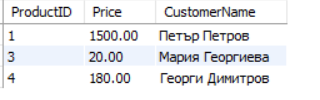 ProductID Price CustomerName
1 1500.00 Петър Петров
3 20.00 Мария Георгиева
4 180.00 Георги Димитров